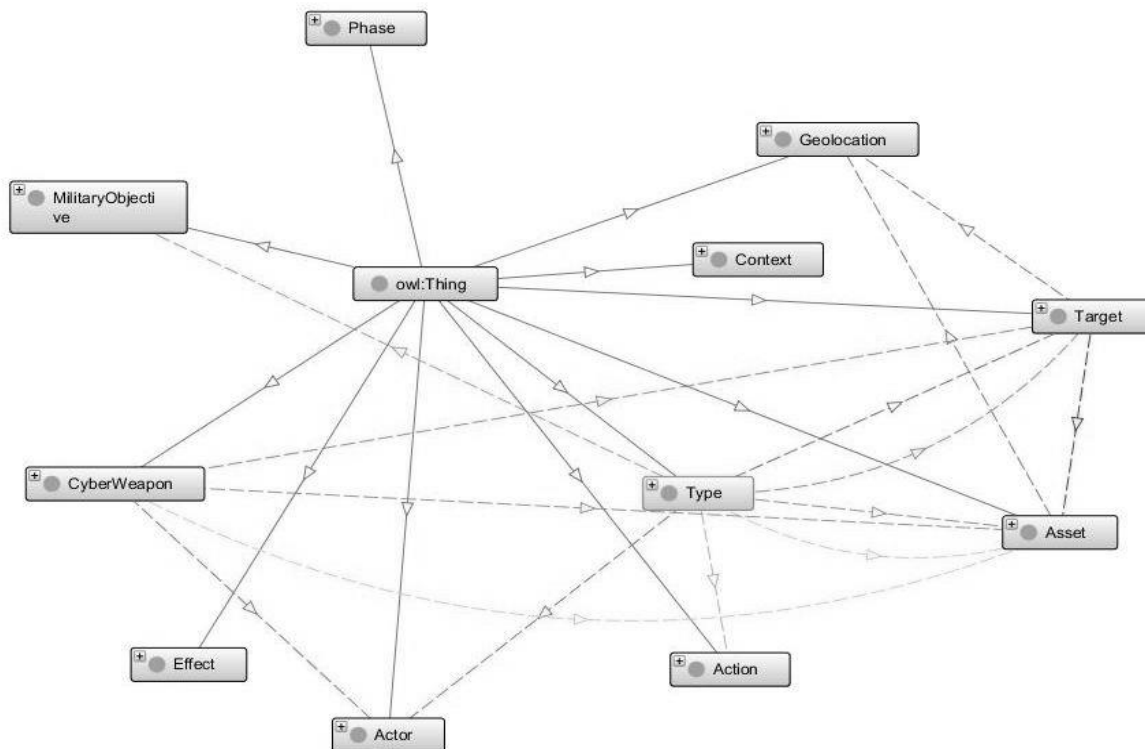 Phase
Geolocation
MilitaryObjecti
ve
Context
owl:Thing
Target
CyberWeapon
Type
Asset
Effect
Action
Actor